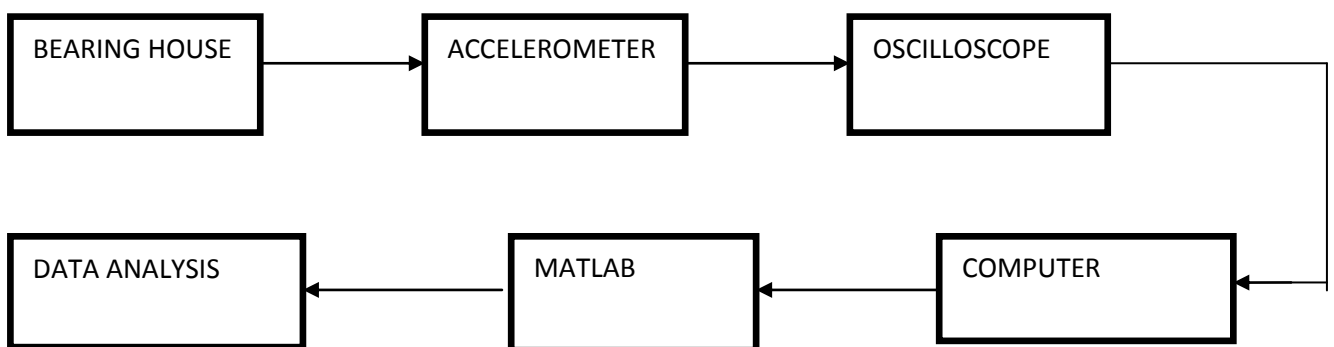 BEARING HOUSE
ACCELEROMETER
OSCILLOSCOPE
DATA ANALYSIS
MATLAB
COMPUTER